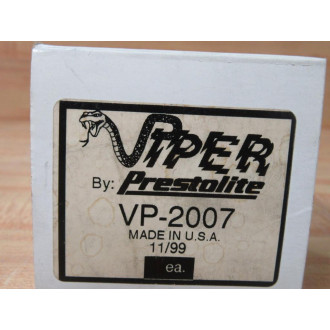 VIPER
By: Prestolite
VP-2007
MADE IN U.S.A.
11/99
ea.